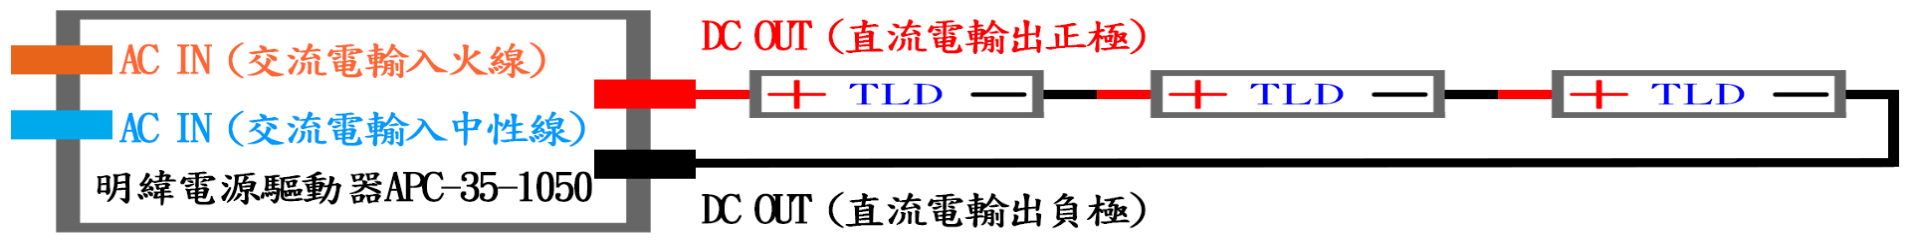 DC OUT (直流電輸出正極)
AC IN (交流電輸入火線)
+ TLD − + TLD − + TLD −
AC IN (交流電輸入中性線)
明緯電源驅動器APC-35-1050
DC OUT (直流電輸出負極)